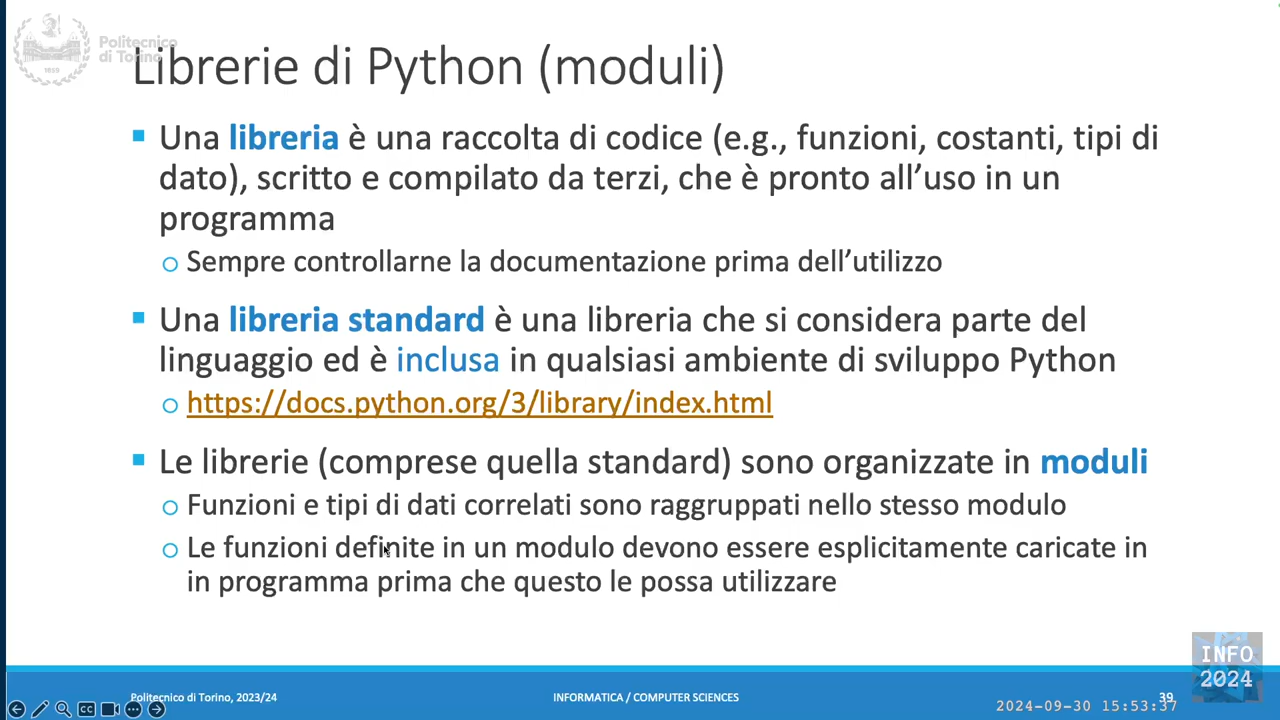 Politecnico
di Torino
1859
Librerie di Python (moduli)
Una libreria è una raccolta di codice (e.g., funzioni, costanti, tipi di
dato), scritto e compilato da terzi, che è pronto all’uso in un
programma
Sempre controllarne la documentazione prima dell’utilizzo
Una libreria standard è una libreria che si considera parte del
linguaggio ed è inclusa in qualsiasi ambiente di sviluppo Python
https://docs.python.org/3/library/index.html
Le librerie (comprese quella standard) sono organizzate in moduli
Funzioni e tipi di dati correlati sono raggruppati nello stesso modulo
Le funzioni definite in un modulo devono essere esplicitamente caricate in
in programma prima che questo le possa utilizzare
INFO
2024
Politecnico di Torino, 2023/24
INFORMATICA / COMPUTER SCIENCES
39
CC
2024-09-30 15:53:37